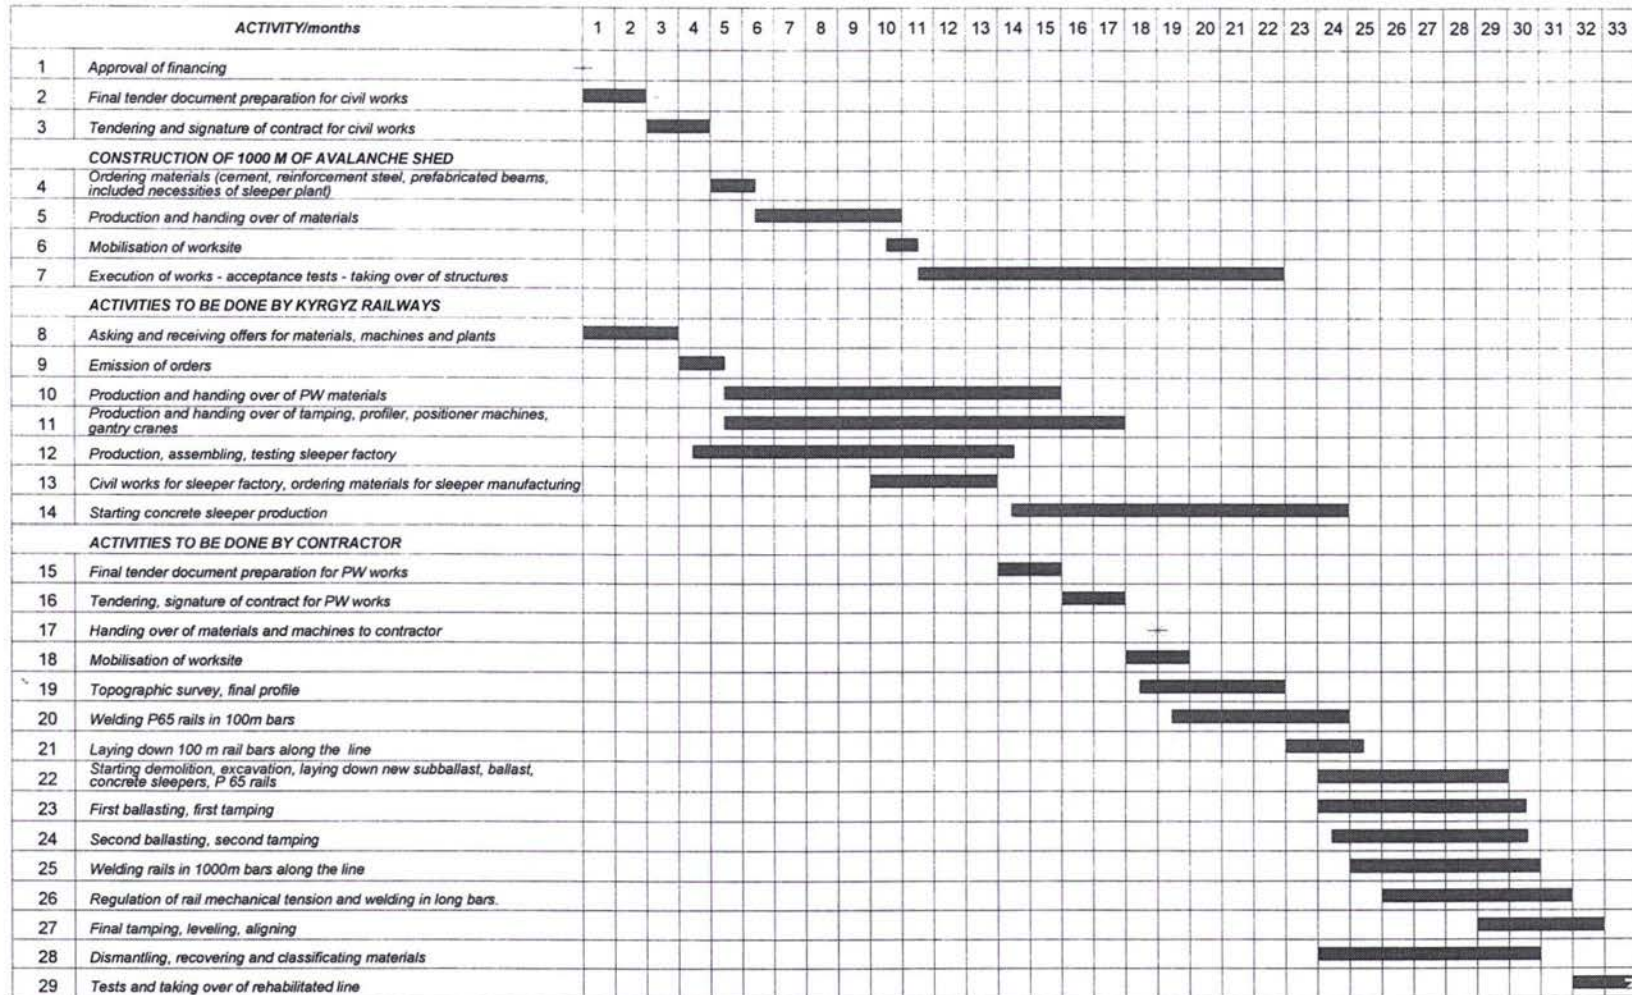 ACTIVITY/months 1 2 3 4 5 6 7 8 9 10 11 12 13 14 15 16 17 18 19 20 21 22 23 24 25 26 27 28 29 30 31 32 33
1 Approval of financing
2 Final tender document preparation for civil works
3 Tendering and signature of contract for civil works
CONSTRUCTION OF 1000 M OF AVALANCHE SHED
4 Ordering materials (cement, reinforcement steel, prefabricated beams,
included necessities of sleeper plant)
5 Production and handing over of materials
6 Mobilisation of worksite
7 Execution of works - acceptance tests - taking over of structures
ACTIVITIES TO BE DONE BY KYRGYZ RAILWAYS
8 Asking and receiving offers for materials, machines and plants
9 Emission of orders
10 Production and handing over of PW materials
11 Production and handing over of tamping, profiler, positioner machines,
gantry cranes
12 Production, assembling, testing sleeper factory
13 Civil works for sleeper factory, ordering materials for sleeper manufacturing
14 Starting concrete sleeper production
ACTIVITIES TO BE DONE BY CONTRACTOR
15 Final tender document preparation for PW works
16 Tendering, signature of contract for PW works
17 Handing over of materials and machines to contractor
18 Mobilisation of worksite
19 Topographic survey, final profile
20 Welding P65 rails in 100m bars
21 Laying down 100 m rail bars along the line
22 Starting demolition, excavation, laying down new subballast, ballast,
concrete sleepers, P 65 rails
23 First ballasting, first tamping
24 Second ballasting, second tamping
25 Welding rails in 1000m bars along the line
26 Regulation of rail mechanical tension and welding in long bars.
27 Final tamping, leveling, aligning
28 Dismantling, recovering and classificating materials
29 Tests and taking over of rehabilitated line